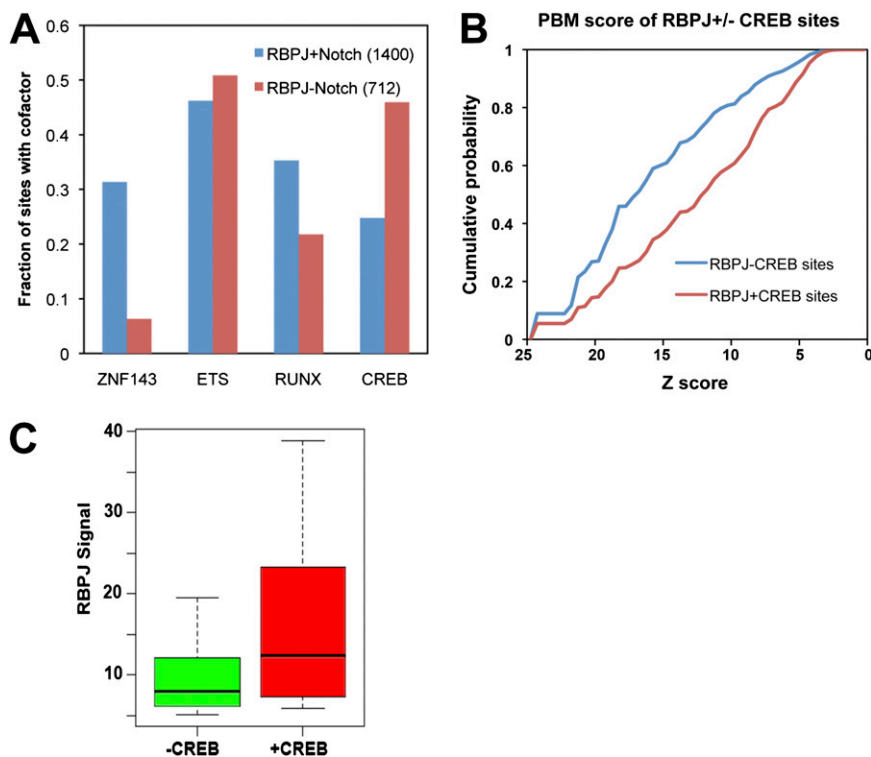 A
Fraction of sites with cofactor
0.6
0.5
0.4
0.3
0.2
0.1
0
RBPJ+Notch (1400)
RBPJ-Notch (712)
ZNF143 ETS RUNX CREB
B
PBM score of RBPJ+/- CREB sites
Cumulative probability
1
0.8
0.6
0.4
0.2
0
RBPJ-CREB sites
RBPJ+CREB sites
25 20 15 10 5 0
Z score
C
RBPJ Signal
40
30
20
10
-CREB +CREB